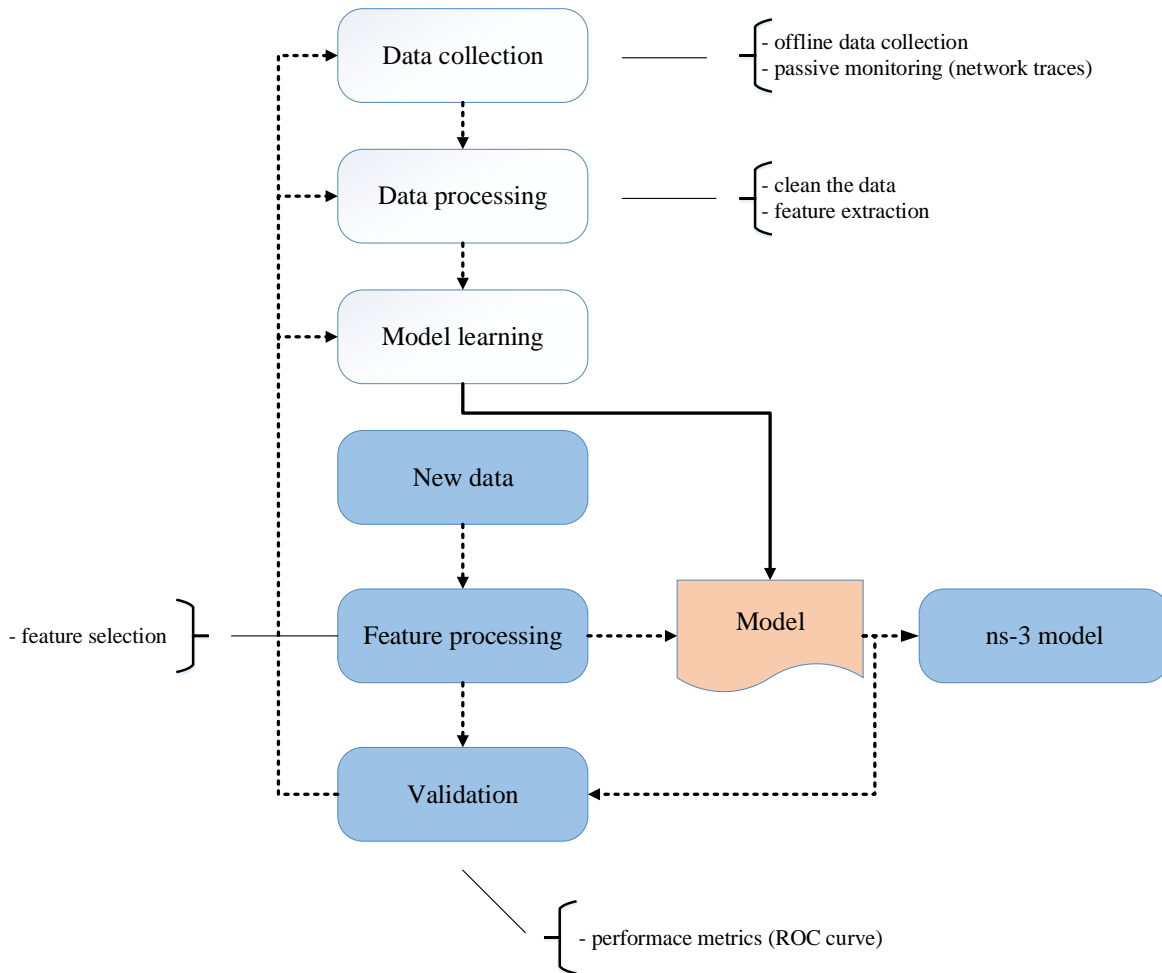 Data collection
- offline data collection
- passive monitoring (network traces)
Data processing
- clean the data
- feature extraction
Model learning
New data
- feature selection
Feature processing
Model
ns-3 model
Validation
- performace metrics (ROC curve)